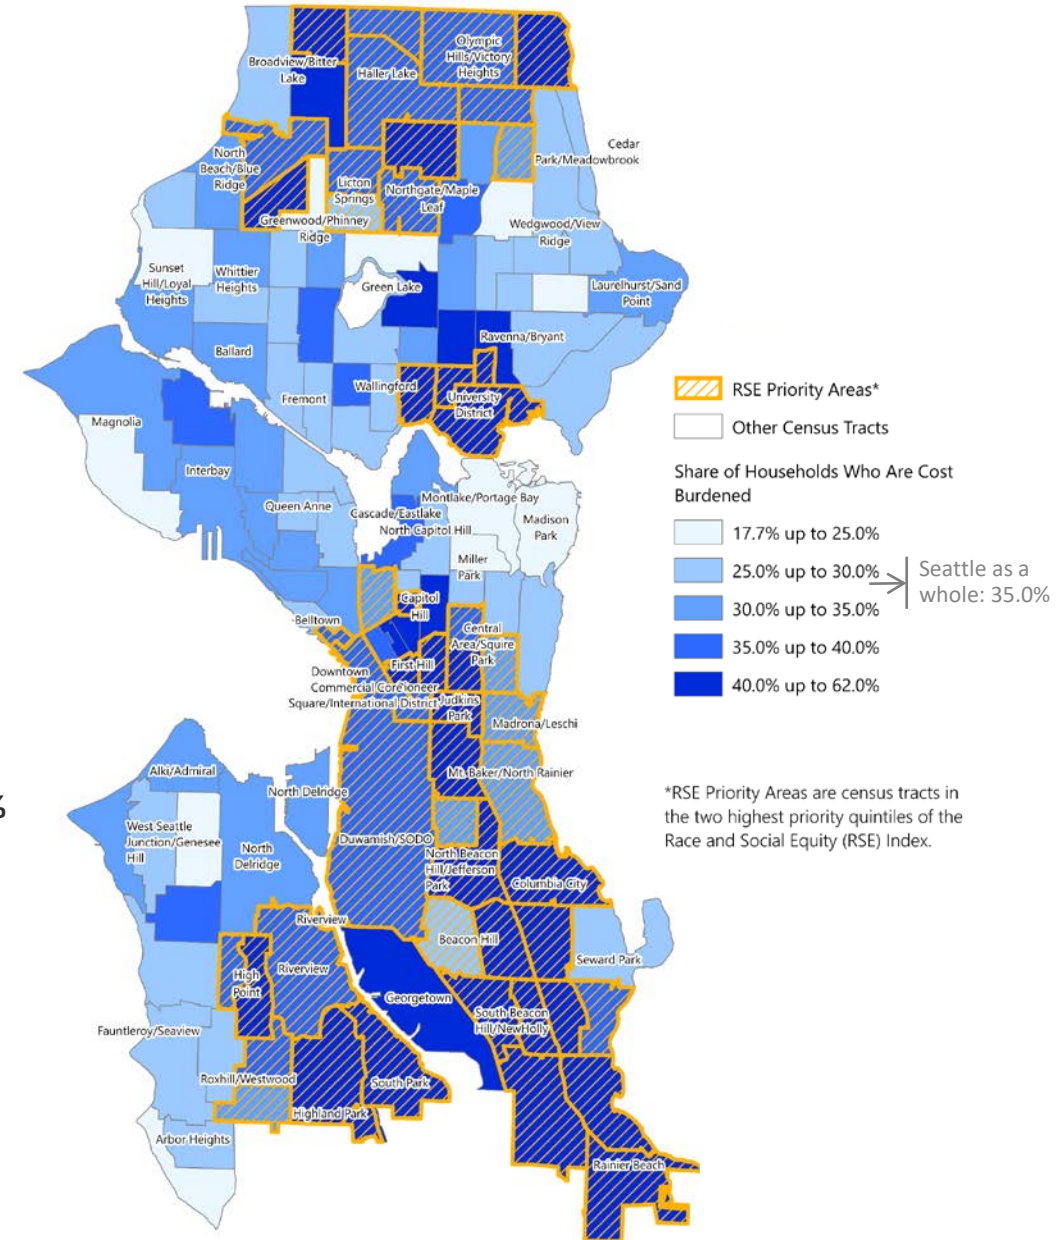 Olympic
Hills/Victory
Heights
Broadview/Bitter
Lake
Haller Lake
Cedar
Park/Meadowbrook
North
Beach/Blue
Ridge
Licton
Springs
Northgate/Maple
Leaf
Greenwood/Phinney
Ridge
Wedgwood/View
Ridge
Sunset
Hill/Loyal
Heights
Whittier
Heights
Green Lake
Laurelhurst/Sand
Point
Ravenna/Bryant
Ballard
Wallingford
Fremont
University
District
Magnolia
Interbay
Queen Anne
Montlake/Portage Bay
Cascade/Eastlake
North Capitol Hill
Madison
Park
Miller
Park
Capitol
Hill
Belltown
Central
Area/Squire
Park
First Hill
Downtown
Commercial Core
ioneer
Square/International District
Judkins
Park
Madrona/Leschi
Mt. Baker/North Rainier
Alki/Admiral
North Delridge
West Seattle
Junction/Genesee
Hill
North
Delridge
Duwamish/SODO
North Beacon
Hill/Jefferson
Park
Columbia City
Riverview
Beacon Hill
Seward Park
High
Point
Riverview
Georgetown
South Beacon
Hill/NewHolly
Fauntleroy/Seaview
Roxhill/Westwood
South Park
Highland Park
Arbor Heights
Rainier Beach
%
RSE Priority Areas*
Other Census Tracts
Share of Households Who Are Cost
Burdened
17.7% up to 25.0%
25.0% up to 30.0%
30.0% up to 35.0%
35.0% up to 40.0%
40.0% up to 62.0%
Seattle as a
whole: 35.0%
*RSE Priority Areas are census tracts in
the two highest priority quintiles of the
Race and Social Equity (RSE) Index.